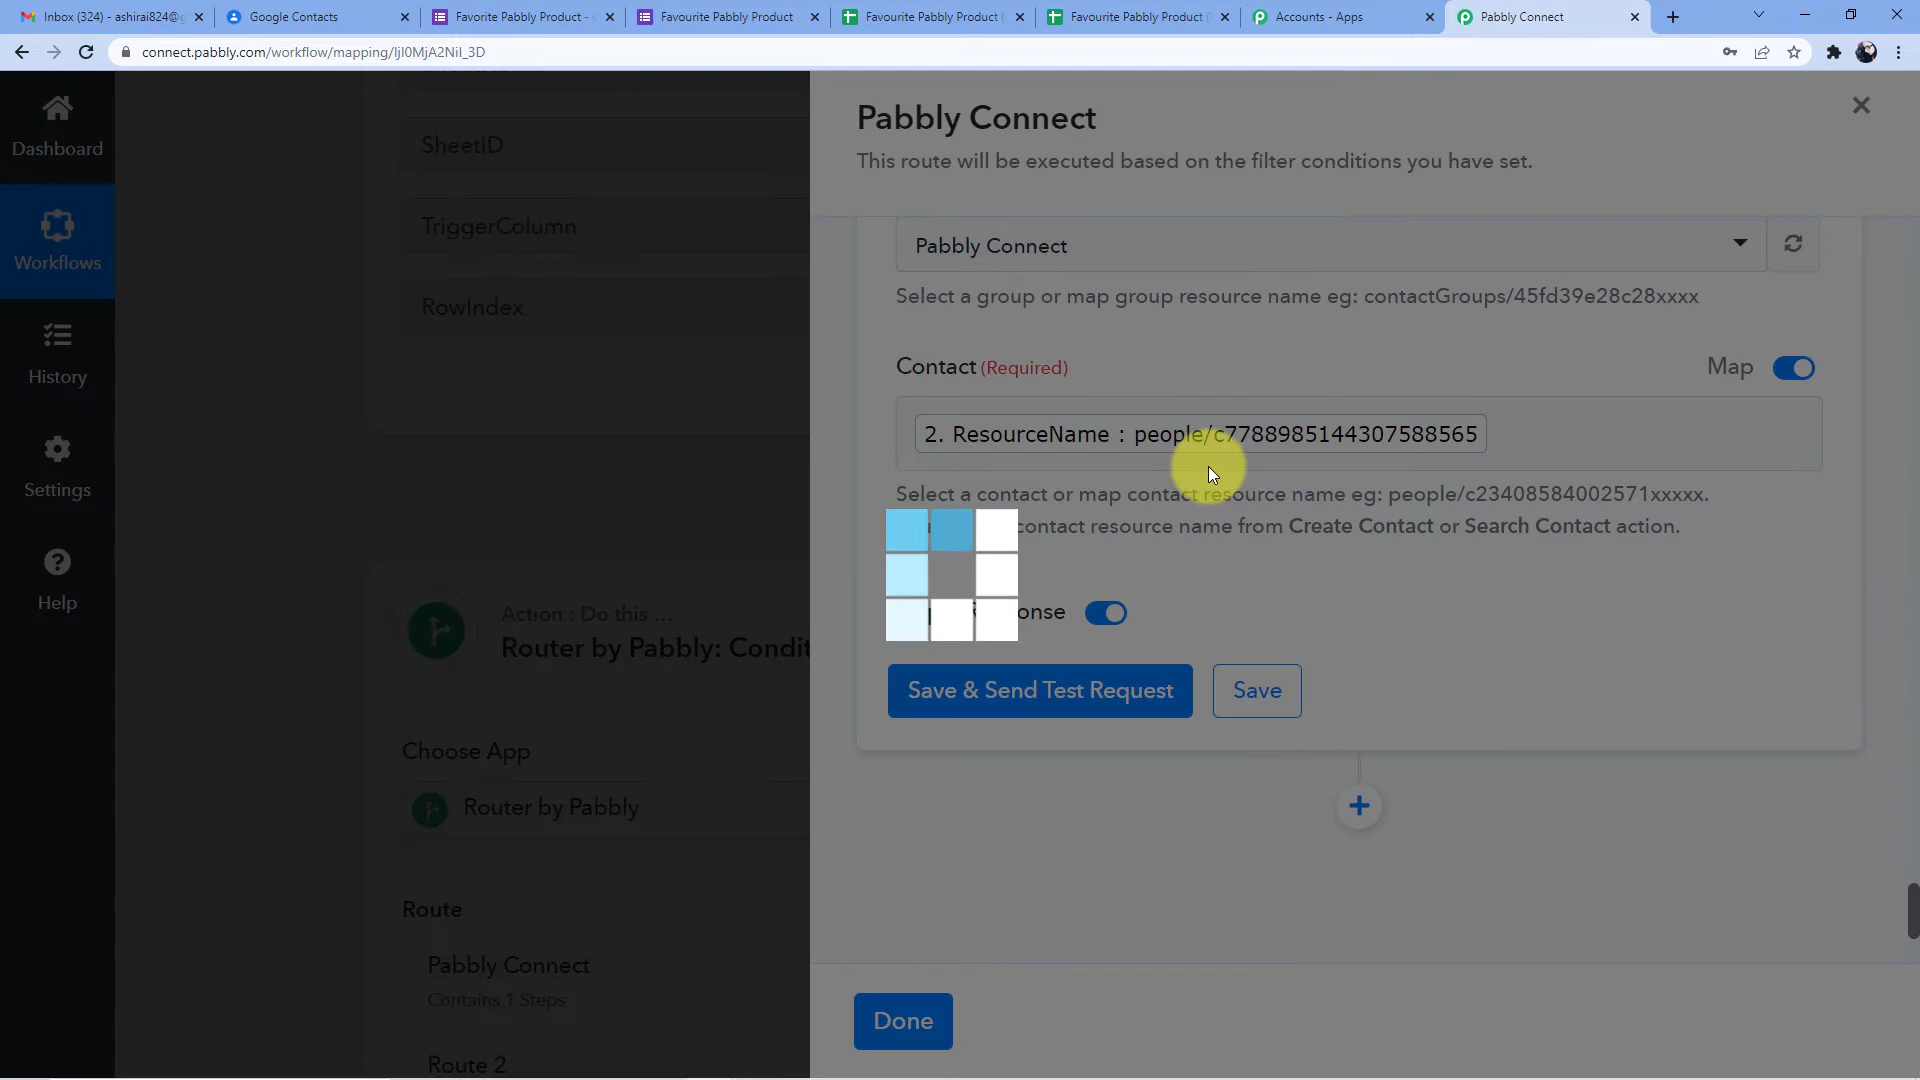 Inbox (324) - ashirai824@g
Google Contacts
Favorite Pabbly Product -
Favourite Pabbly Product
Favourite Pabbly Product (
Favourite Pabbly Product (
Accounts - Apps
Pabbly Connect
connect.pabbly.com/workflow/mapping/IjI0MjA2NiI_3D
Dashboard
Workflows
History
Settings
Help
SheetID
TriggerColumn
RowIndex
Action : Do this ...
Router by Pabbly: Condit
Choose App
Router by Pabbly
Route
Pabbly Connect
Contains 1 Steps
Route 2
Pabbly Connect
This route will be executed based on the filter conditions you have set.
Pabbly Connect
Select a group or map group resource name eg: contactGroups/45fd39e28c28xxxx
Contact (Required)
Map
2. ResourceName : people/c7788985144307588565
Select a contact or map contact resource name eg: people/c23408584002571xxxxx.
contact resource name from Create Contact or Search Contact action.
Save & Send Test Request
Save
Done